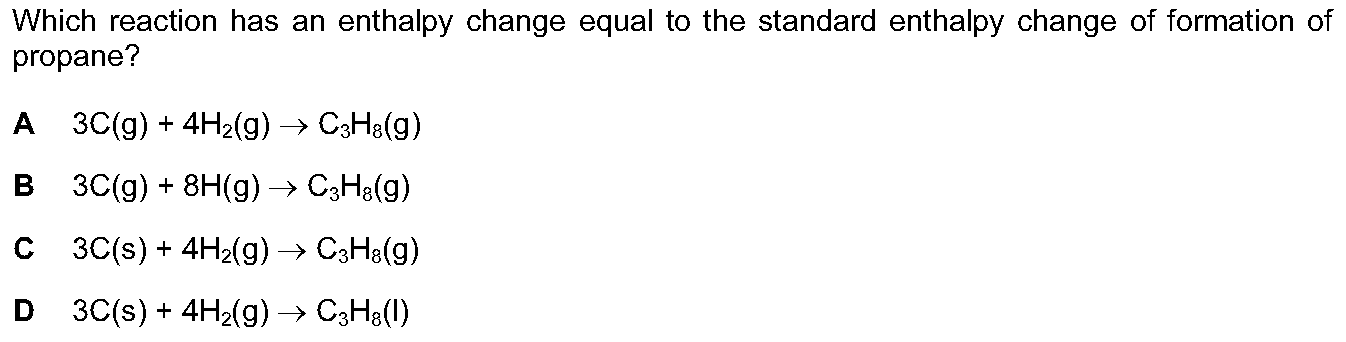 Which reaction has an enthalpy change equal to the standard enthalpy change of formation of
propane?
A 3C(g) + 4H₂(g) → C₃H₈(g)
B 3C(g) + 8H(g) → C₃H₈(g)
C 3C(s) + 4H₂(g) → C₃H₈(g)
D 3C(s) + 4H₂(g) → C₃H₈(l)